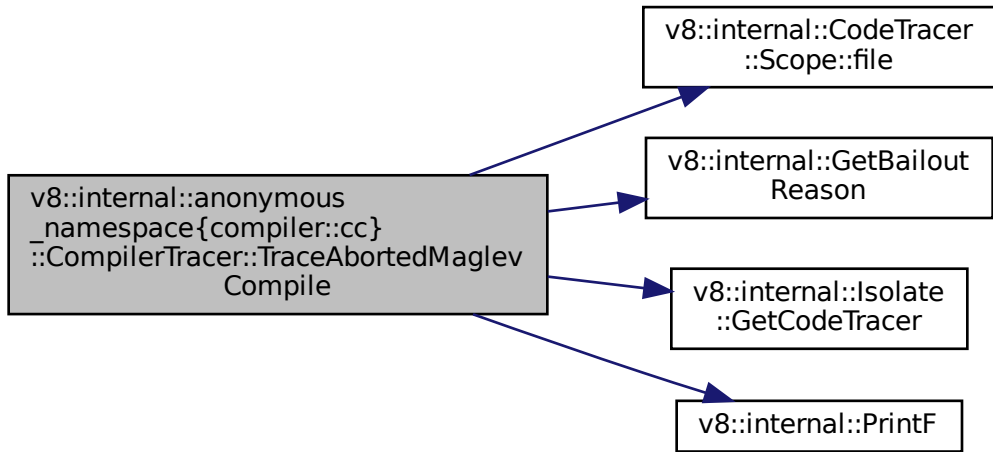 v8::internal::CodeTracer
::Scope::file
v8::internal::GetBailout
Reason
v8::internal::anonymous
_namespace{compiler::cc}
::CompilerTracer::TraceAbortedMaglev
Compile
v8::internal::Isolate
::GetCodeTracer
v8::internal::PrintF